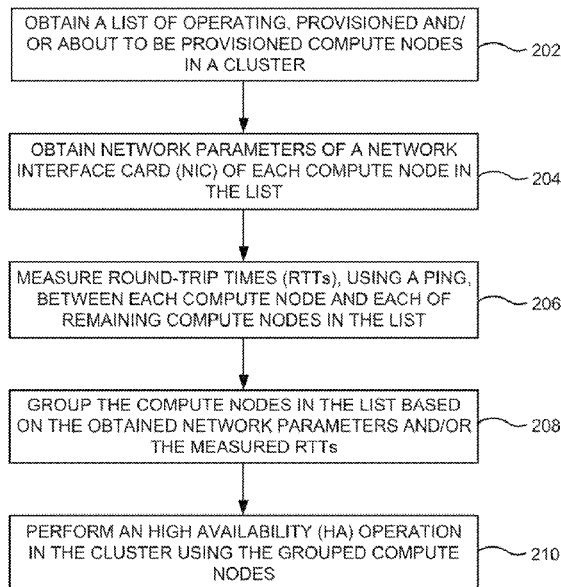 OBTAIN A LIST OF OPERATING, PROVISIONED AND/
OR ABOUT TO BE PROVISIONED COMPUTE NODES
IN A CLUSTER
202
OBTAIN NETWORK PARAMETERS OF A NETWORK
INTERFACE CARD (NIC) OF EACH COMPUTE NODE IN
THE LIST
204
MEASURE ROUND-TRIP TIMES (RTTs), USING A PING,
BETWEEN EACH COMPUTE NODE AND EACH OF
REMAINING COMPUTE NODES IN THE LIST
206
GROUP THE COMPUTE NODES IN THE LIST BASED
ON THE OBTAINED NETWORK PARAMETERS AND/OR
THE MEASURED RTTs
208
PERFORM AN HIGH AVAILABILITY (HA) OPERATION
IN THE CLUSTER USING THE GROUPED COMPUTE
NODES
210